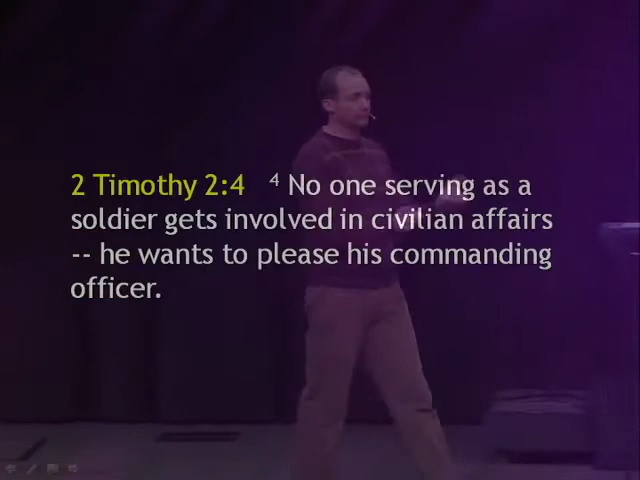 2 Timothy 2:4 ⁴ No one serving as a
soldier gets involved in civilian affairs
-- he wants to please his commanding
officer.